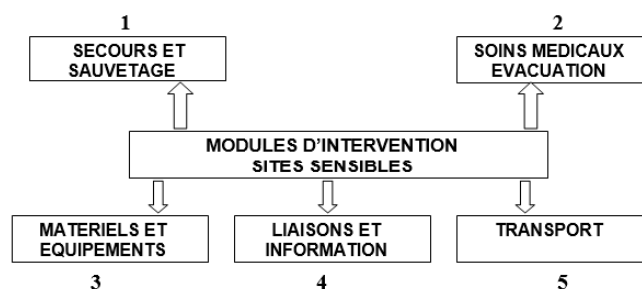 1
SECOURS ET
SAUVETAGE
2
SOINS MEDICAUX
EVACUATION
MODULES D'INTERVENTION
SITES SENSIBLES
MATERIELS ET
EQUIPEMENTS
3
LIAISONS ET
INFORMATION
4
TRANSPORT
5